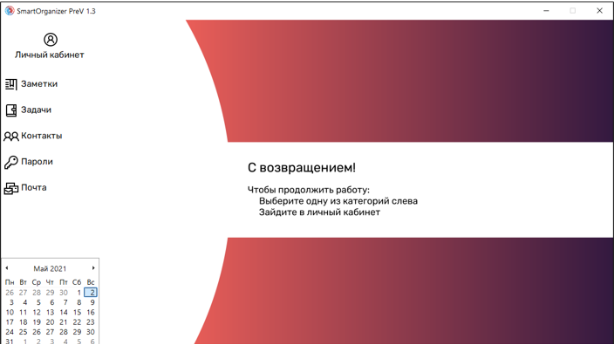 SmartOrganizer PreV 1.3
Личный кабинет
Заметки
Задачи
Контакты
Пароли
Почта
С возвращением!
Чтобы продолжить работу:
Выберите одну из категорий слева
Зайдите в личный кабинет
Май 2021
Пн Вт Ср Чт Пт Сб Вс
26 27 28 29 30 1 2
3 4 5 6 7 8 9
10 11 12 13 14 15 16
17 18 19 20 21 22 23
24 25 26 27 28 29 30
31 1 2 3 4 5 6